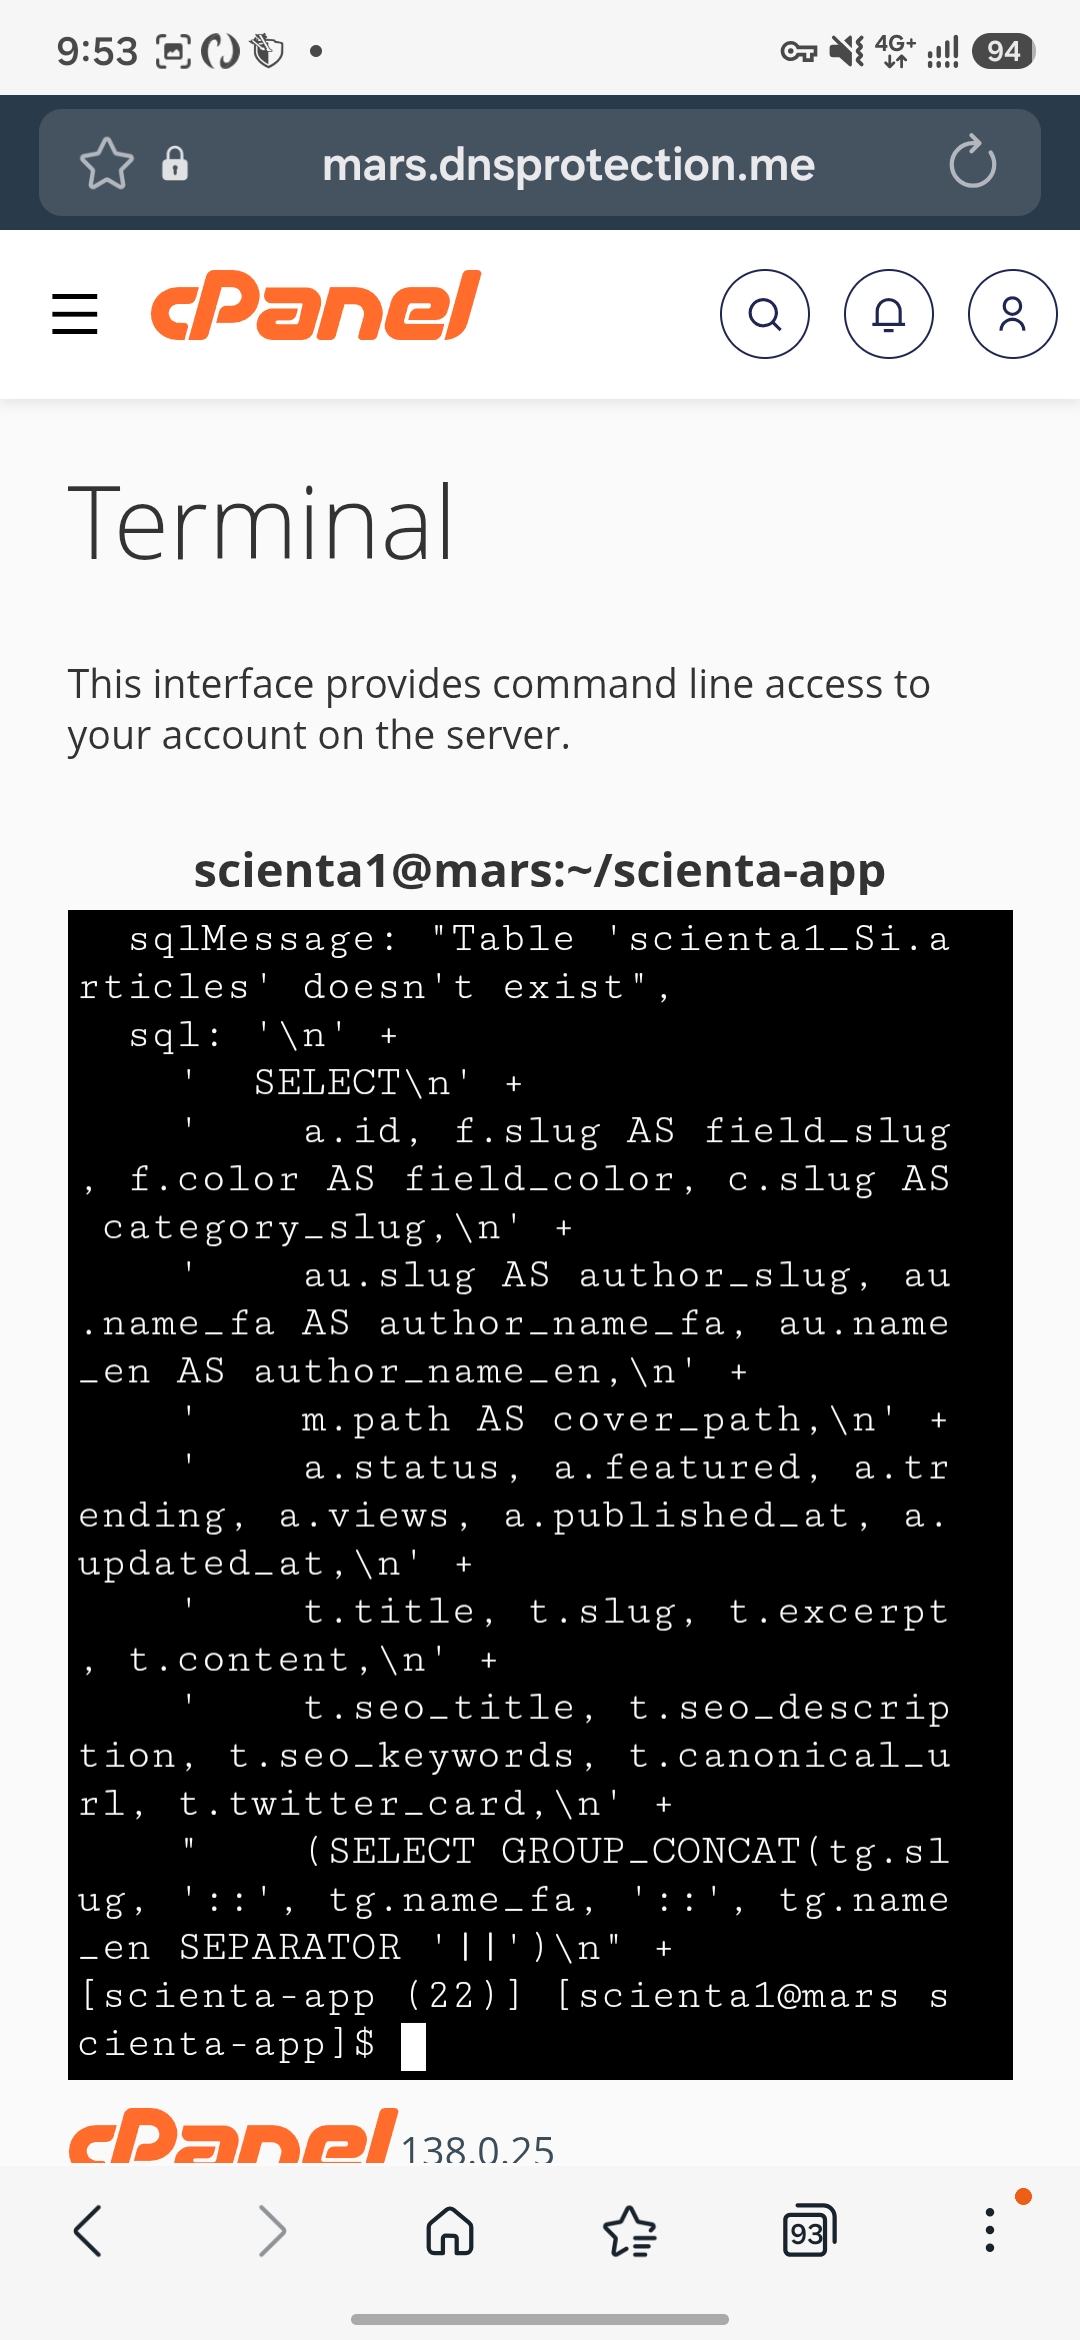 9:53
4G+
94
mars.dnsprotection.me
cPanel
Terminal
This interface provides command line access to
your account on the server.
scienta1@mars:~/scienta-app
  sqlMessage: "Table 'scienta1_Si.a
rticles' doesn't exist",
  sql: '\n' +
    '  SELECT\n' +
    '    a.id, f.slug AS field_slug
, f.color AS field_color, c.slug AS
 category_slug,\n' +
    '    au.slug AS author_slug, au
.name_fa AS author_name_fa, au.name
_en AS author_name_en,\n' +
    '    m.path AS cover_path,\n' +
    '    a.status, a.featured, a.tr
ending, a.views, a.published_at, a.
updated_at,\n' +
    '    t.title, t.slug, t.excerpt
, t.content,\n' +
    '    t.seo_title, t.seo_descrip
tion, t.seo_keywords, t.canonical_u
rl, t.twitter_card,\n' +
    "    (SELECT GROUP_CONCAT(tg.sl
ug, '::', tg.name_fa, '::', tg.name
_en SEPARATOR '||')\n" +
[scienta-app (22)] [scienta1@mars s
cienta-app]$
cPanel 138.0.25
93